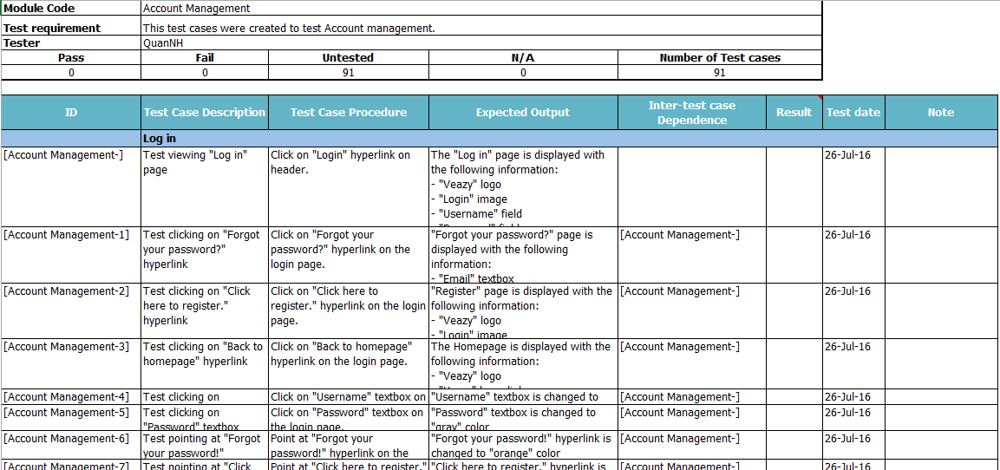 Module Code Account Management
Test requirement This test cases were created to test Account management.
Tester QuanNH
Pass Fail Untested N/A Number of Test cases
0 0 91 0 91
ID Test Case Description Test Case Procedure Expected Output Inter-test case Dependence Result Test date Note
Log in
[Account Management-] Test viewing "Log in" Click on "Login" hyperlink on The "Log in" page is displayed with 26-Jul-16
page header. the following information:
- "Veazy" logo
- "Login" image
- "Username" field
[Account Management-1] Test clicking on "Forgot Click on "Forgot your "Forgot your password?" page is [Account Management-] 26-Jul-16
your password?" password?" hyperlink on the displayed with the following
hyperlink login page. information:
- "Email" textbox
[Account Management-2] Test clicking on "Click Click on "Click here to "Register" page is displayed with the [Account Management-] 26-Jul-16
here to register." register." hyperlink on the login following information:
hyperlink page. - "Veazy" logo
- "Login" image
[Account Management-3] Test clicking on "Back to Click on "Back to homepage" The Homepage is displayed with the [Account Management-] 26-Jul-16
homepage" hyperlink hyperlink on the login page. following information:
- "Veazy" logo
[Account Management-4] Test clicking on Click on "Username" textbox on "Username" textbox is changed to [Account Management-] 26-Jul-16
[Account Management-5] Test clicking on Click on "Password" textbox on "Password" textbox is changed to [Account Management-] 26-Jul-16
"Password" textbox the login page. "gray" color
[Account Management-6] Test pointing at "Forgot Point at "Forgot your "Forgot your password!" hyperlink is [Account Management-] 26-Jul-16
your password!" password!" hyperlink on the changed to "orange" color
[Account Management-7] Test pointing at "Click Point at "Click here to register." "Click here to register." hyperlink is [Account Management-] 26-Jul-16